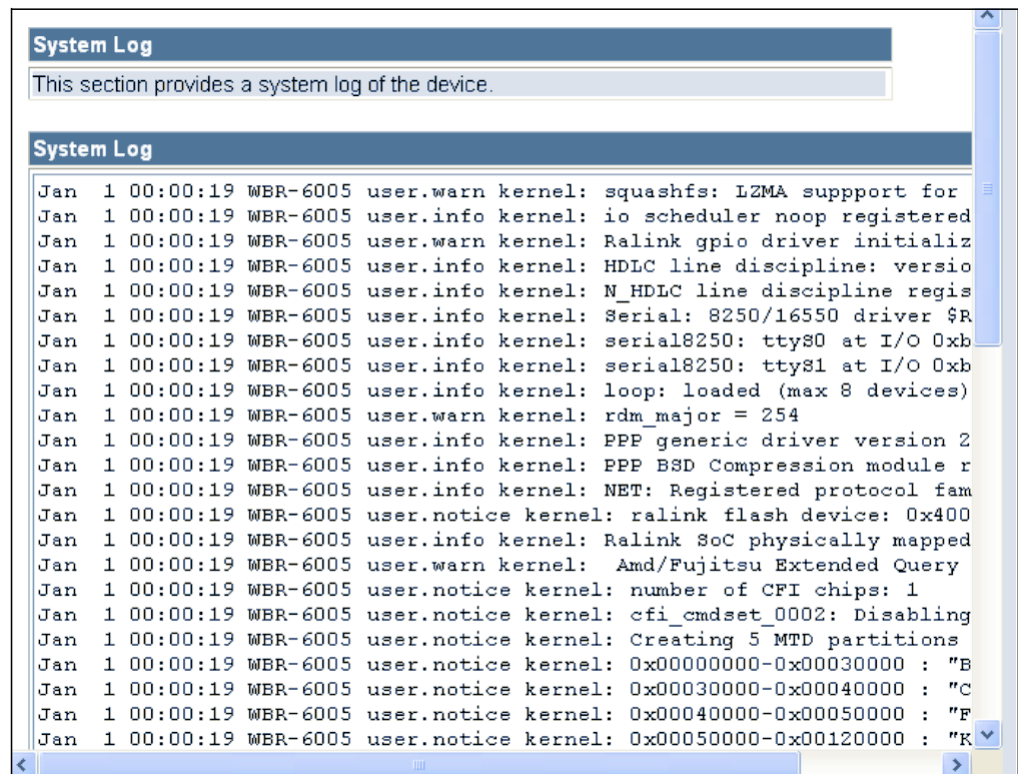 System Log
This section provides a system log of the device.
System Log
Jan  1 00:00:19 WBR-6005 user.warn kernel: squashfs: LZMA suppport for
Jan  1 00:00:19 WBR-6005 user.info kernel: io scheduler noop registered
Jan  1 00:00:19 WBR-6005 user.warn kernel: Ralink gpio driver initializ
Jan  1 00:00:19 WBR-6005 user.info kernel: HDLC line discipline: versio
Jan  1 00:00:19 WBR-6005 user.info kernel: N_HDLC line discipline regis
Jan  1 00:00:19 WBR-6005 user.info kernel: Serial: 8250/16550 driver $R
Jan  1 00:00:19 WBR-6005 user.info kernel: serial8250: ttyS0 at I/O 0xb
Jan  1 00:00:19 WBR-6005 user.info kernel: serial8250: ttyS1 at I/O 0xb
Jan  1 00:00:19 WBR-6005 user.info kernel: loop: loaded (max 8 devices)
Jan  1 00:00:19 WBR-6005 user.warn kernel: rdm_major = 254
Jan  1 00:00:19 WBR-6005 user.info kernel: PPP generic driver version 2
Jan  1 00:00:19 WBR-6005 user.info kernel: PPP BSD Compression module r
Jan  1 00:00:19 WBR-6005 user.info kernel: NET: Registered protocol fam
Jan  1 00:00:19 WBR-6005 user.notice kernel: ralink flash device: 0x400
Jan  1 00:00:19 WBR-6005 user.info kernel: Ralink SoC physically mapped
Jan  1 00:00:19 WBR-6005 user.warn kernel:  Amd/Fujitsu Extended Query
Jan  1 00:00:19 WBR-6005 user.notice kernel: number of CFI chips: 1
Jan  1 00:00:19 WBR-6005 user.notice kernel: cfi_cmdset_0002: Disabling
Jan  1 00:00:19 WBR-6005 user.notice kernel: Creating 5 MTD partitions
Jan  1 00:00:19 WBR-6005 user.notice kernel: 0x00000000-0x00030000 : "B
Jan  1 00:00:19 WBR-6005 user.notice kernel: 0x00030000-0x00040000 : "C
Jan  1 00:00:19 WBR-6005 user.notice kernel: 0x00040000-0x00050000 : "F
Jan  1 00:00:19 WBR-6005 user.notice kernel: 0x00050000-0x00120000 : "K